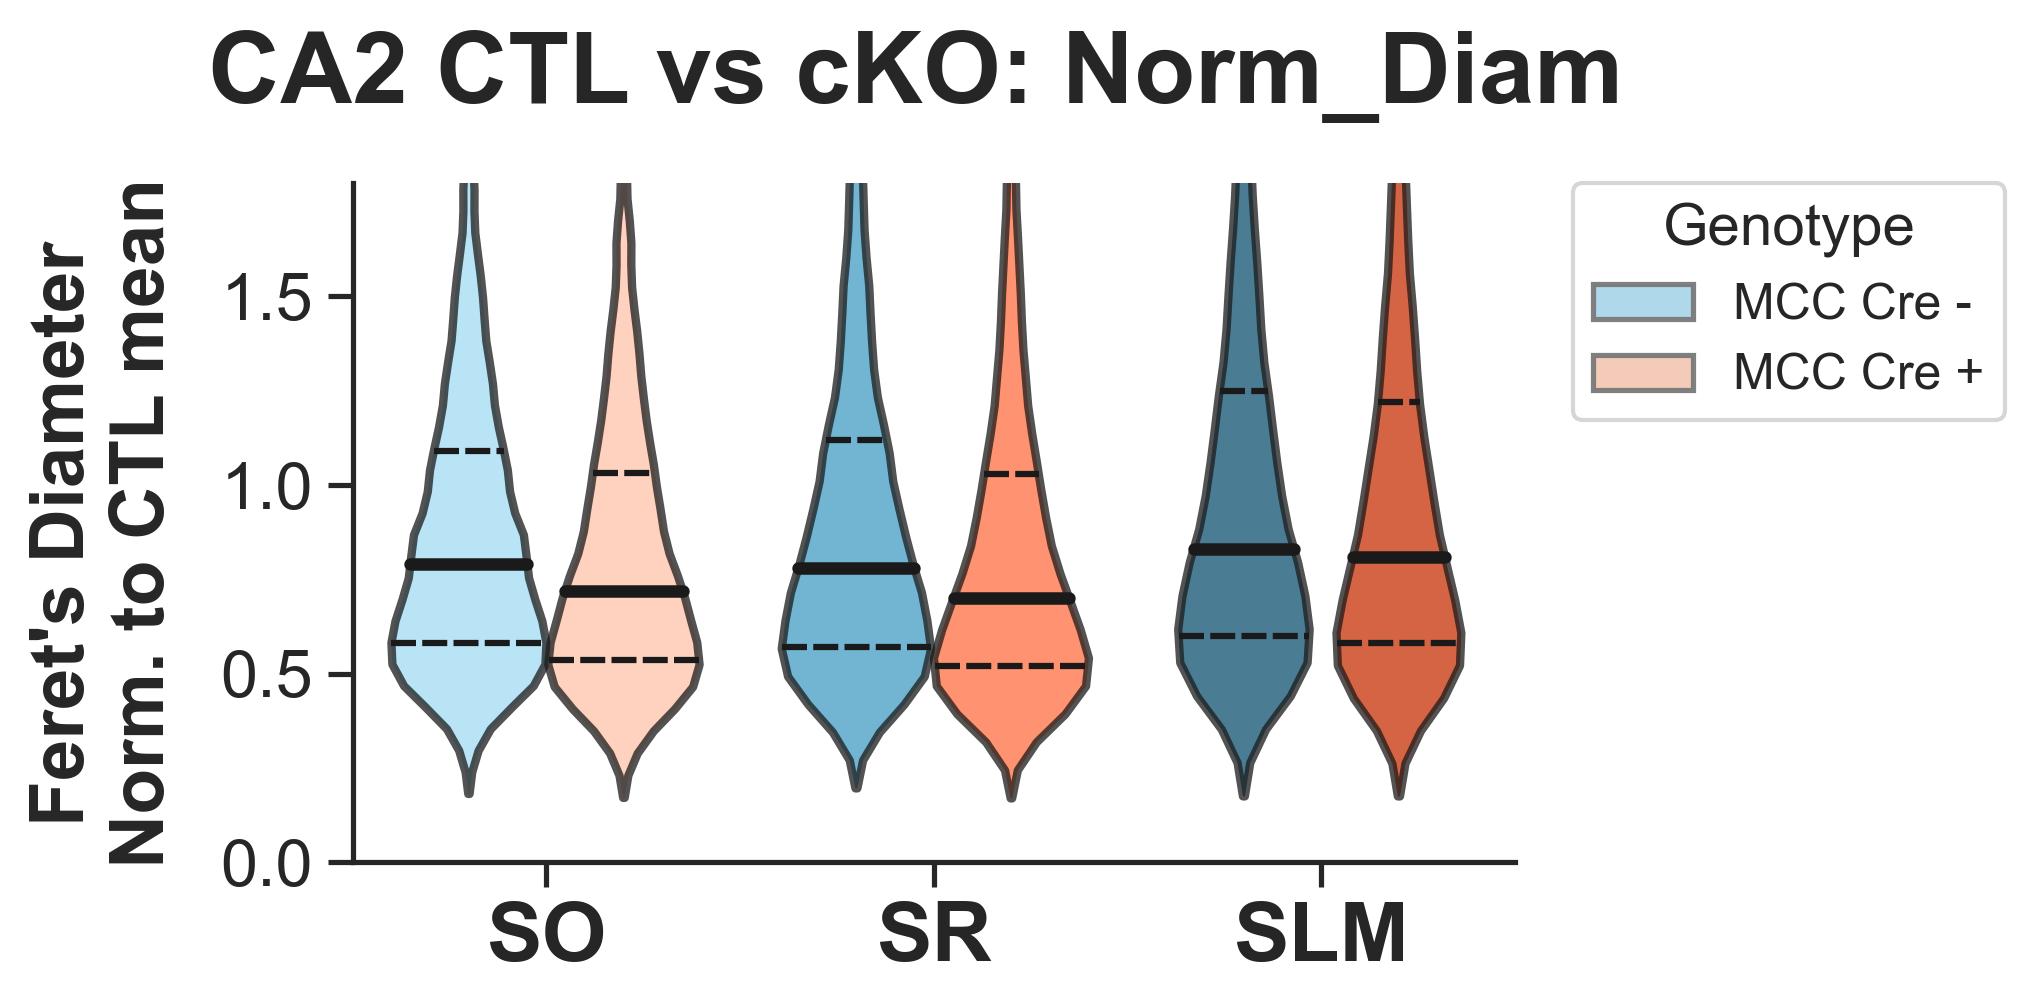 CA2 CTL vs cKO: Norm_Diam
Feret's Diameter
Norm. to CTL mean
1.5
1.0
0.5
0.0
SO
SR
SLM
Genotype
MCC Cre -
MCC Cre +